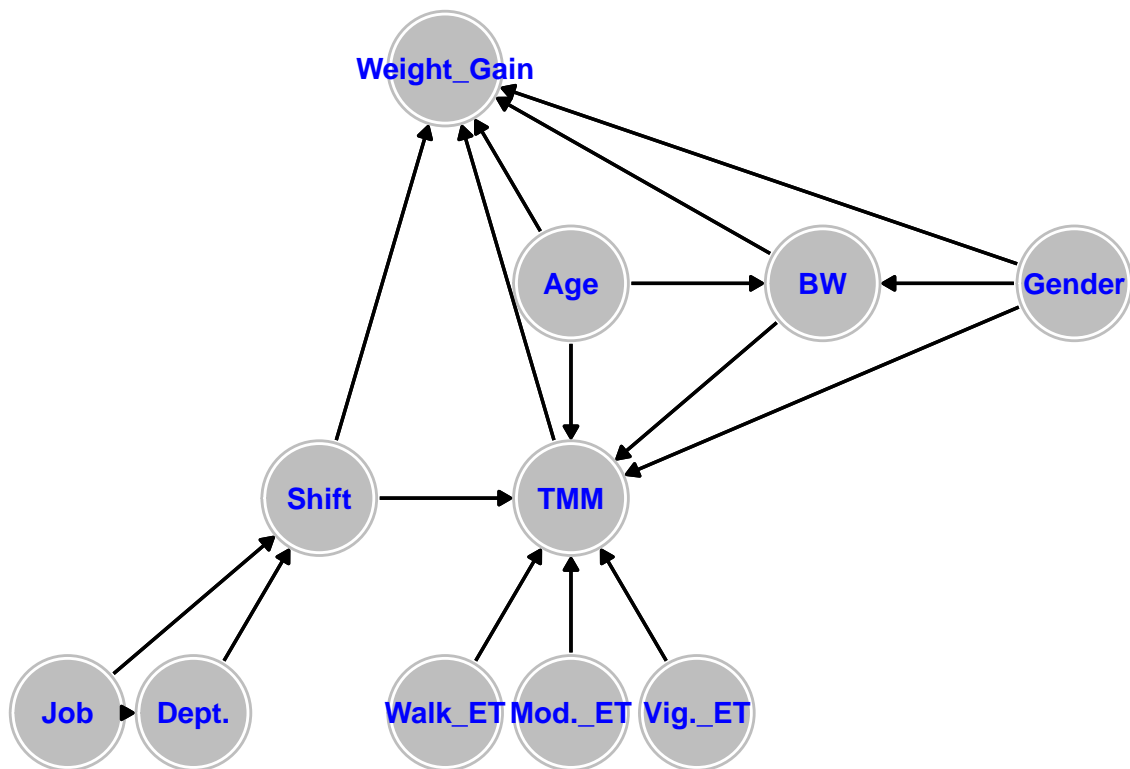 Weight_Gain
Age
BW
Gender
Shift
TMM
Job
Dept.
Walk_ET
Mod._ET
Vig._ET